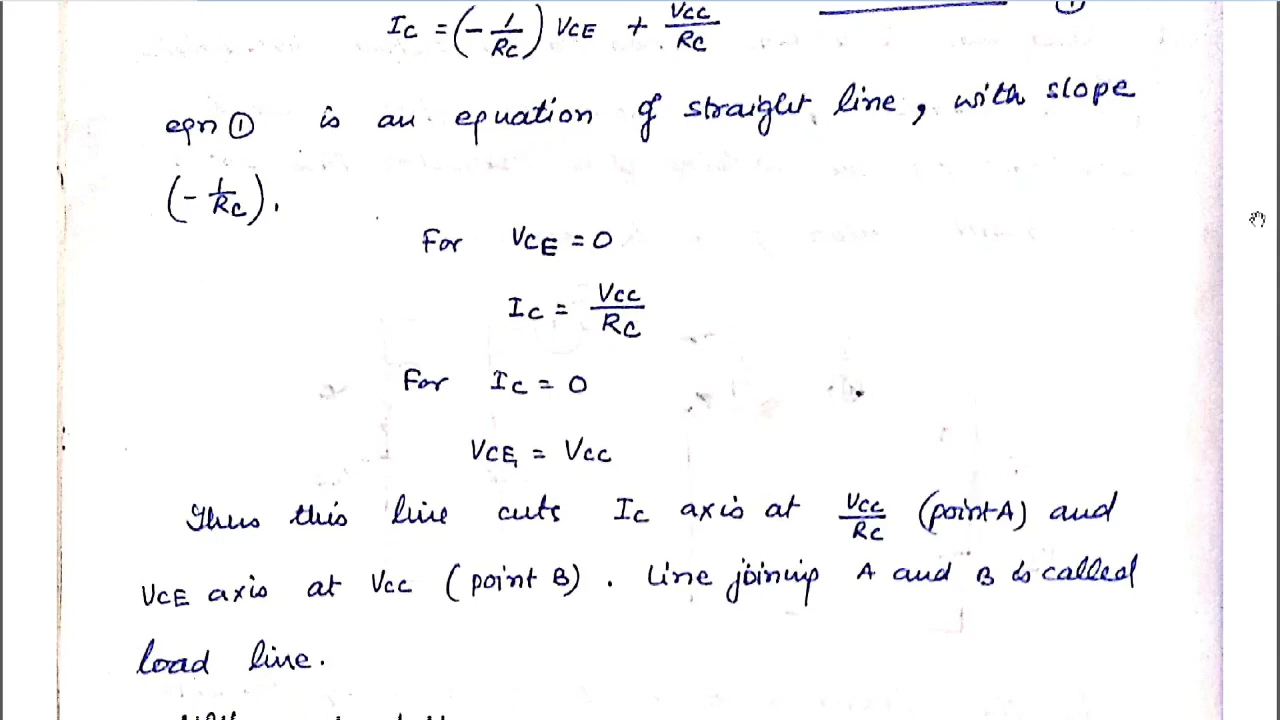 Ic = (- 1/Rc) VCE + Vcc/Rc ①
eqn ① is an equation of straight line, with slope
(- 1/Rc).
For VCE = 0
Ic = Vcc/Rc
For Ic = 0
VCE = Vcc
Thus this line cuts Ic axis at Vcc/Rc (point A) and
VCE axis at Vcc (point B). Line joining A and B is called
load line.